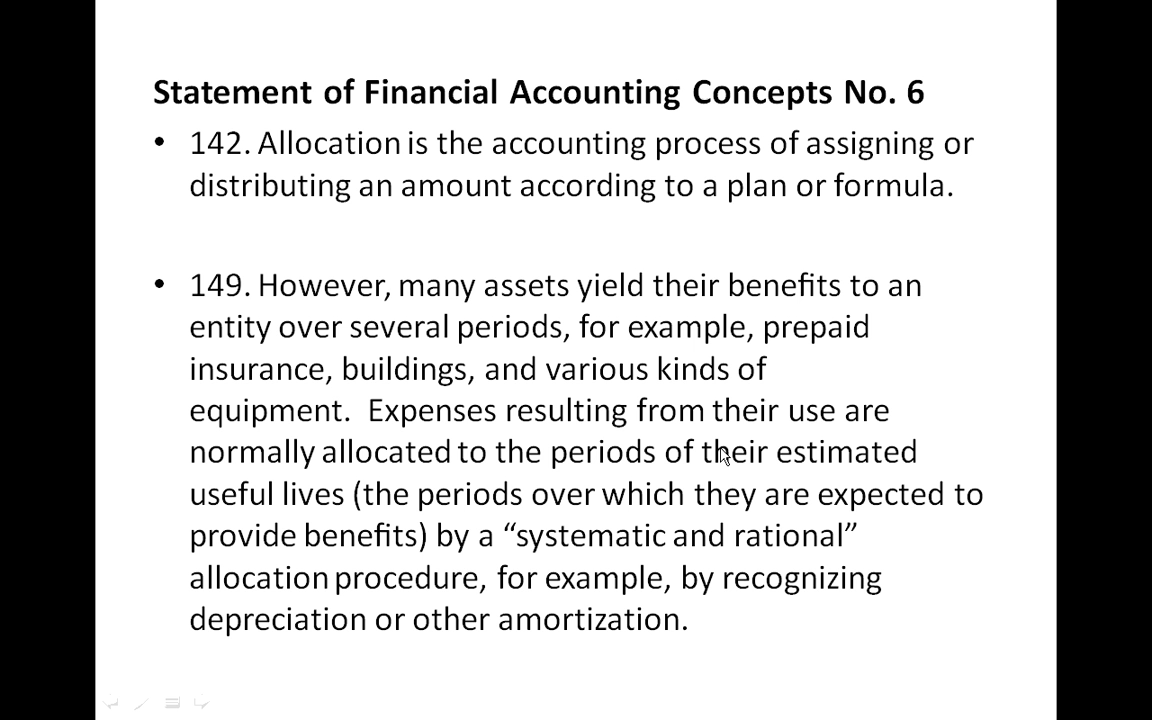 Statement of Financial Accounting Concepts No. 6
• 142. Allocation is the accounting process of assigning or
distributing an amount according to a plan or formula.
• 149. However, many assets yield their benefits to an
entity over several periods, for example, prepaid
insurance, buildings, and various kinds of
equipment.  Expenses resulting from their use are
normally allocated to the periods of their estimated
useful lives (the periods over which they are expected to
provide benefits) by a “systematic and rational”
allocation procedure, for example, by recognizing
depreciation or other amortization.